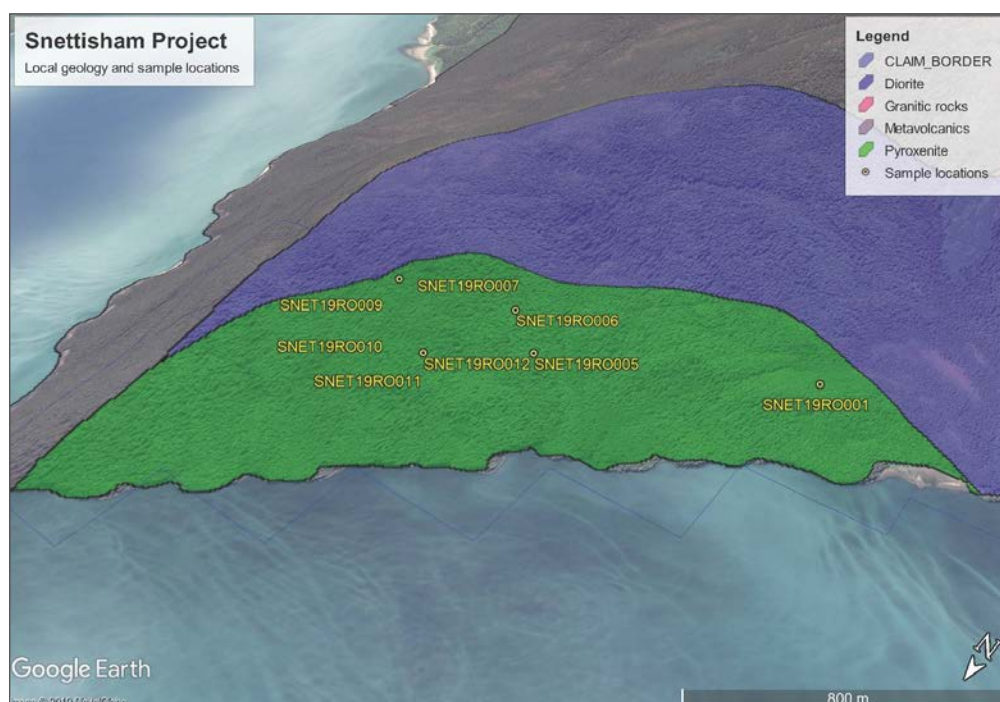 Snettisham Project
Local geology and sample locations
Legend
CLAIM_BORDER
Diorite
Granitic rocks
Metavolcanics
Pyroxenite
Sample locations
SNET19RO007
SNET19RO009
SNET19RO006
SNET19RO010
SNET19RO012
SNET19RO005
SNET19RO011
SNET19RO001
Google Earth
N
800 m